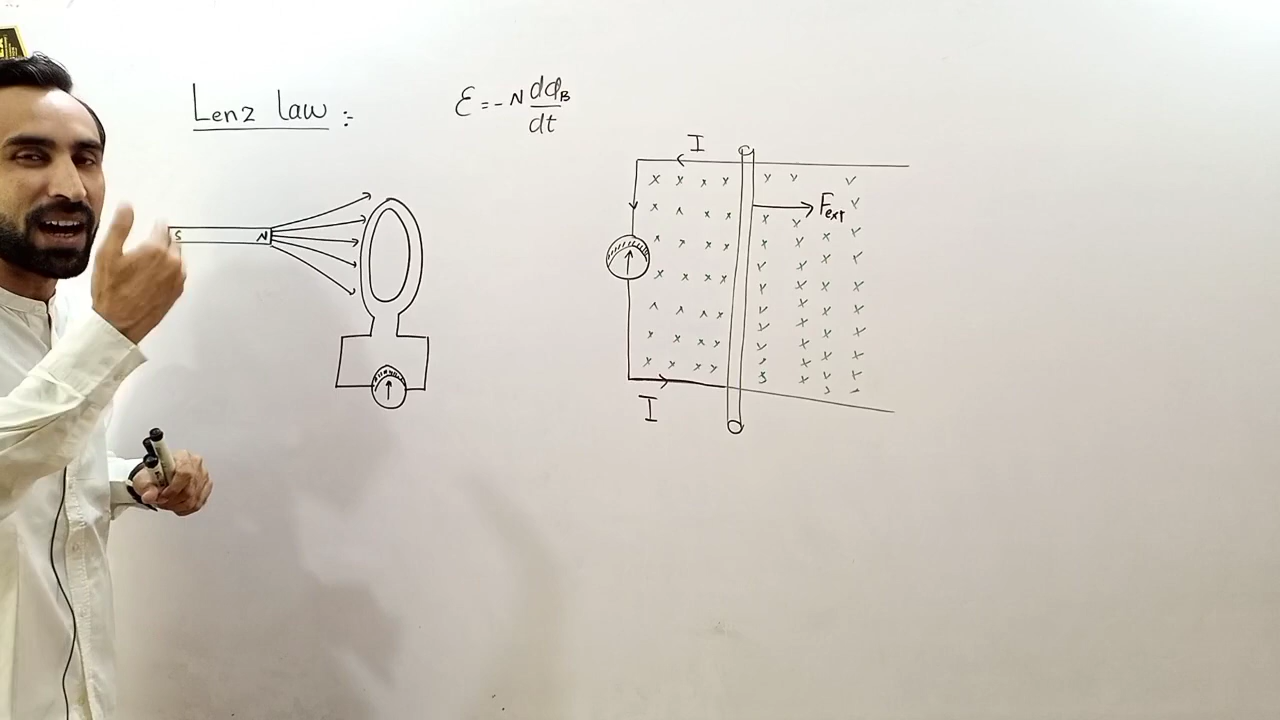 Lenz law :-
Ɛ = - N dΦB/dt
S N
I
Fext
I